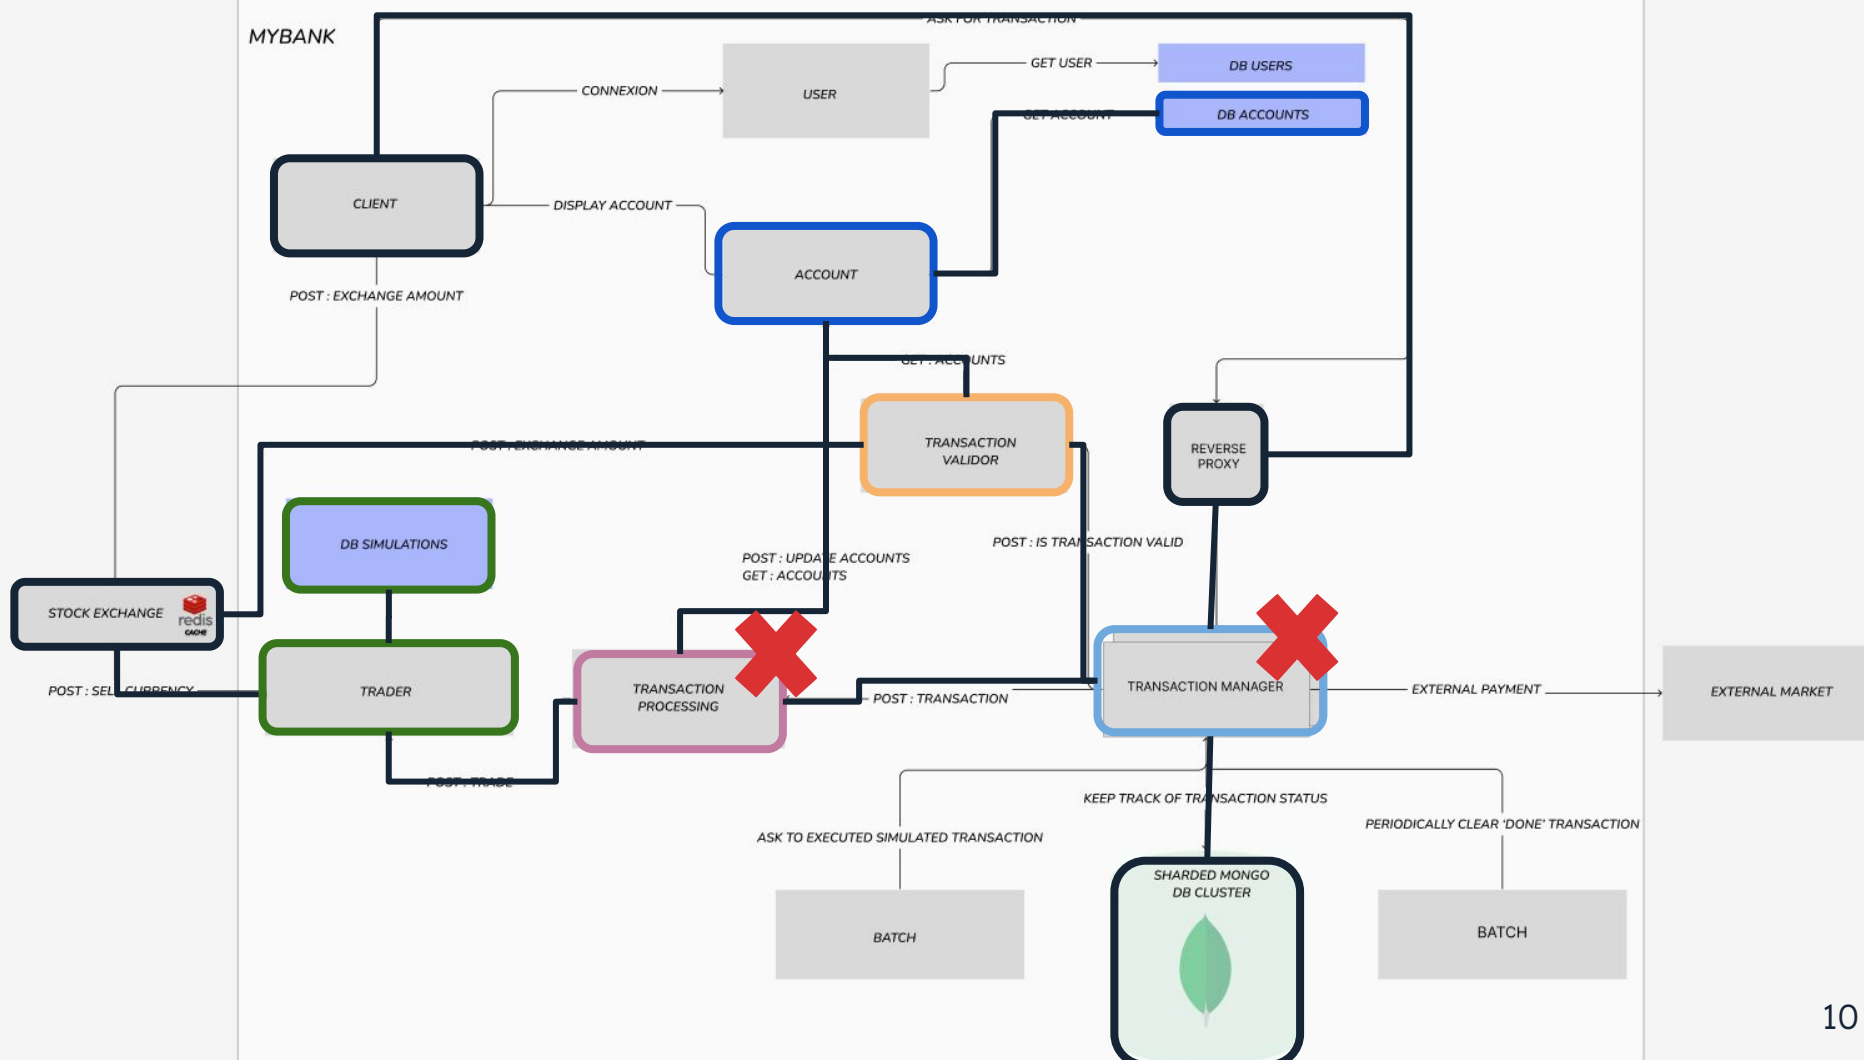 ASK FOR TRANSACTION
MYBANK
GET USER
DB USERS
CONNEXION
USER
GET ACCOUNT
DB ACCOUNTS
CLIENT
DISPLAY ACCOUNT
ACCOUNT
POST : EXCHANGE AMOUNT
GET : ACCOUNTS
TRANSACTION
VALIDOR
REVERSE
PROXY
POST : EXCHANGE AMOUNT
DB SIMULATIONS
POST : IS TRANSACTION VALID
POST : UPDATE ACCOUNTS
GET : ACCOUNTS
STOCK EXCHANGE
redis
CACHE
POST : SELL CURRENCY
TRADER
TRANSACTION
PROCESSING
POST : TRANSACTION
TRANSACTION MANAGER
EXTERNAL PAYMENT
EXTERNAL MARKET
POST : TRADE
KEEP TRACK OF TRANSACTION STATUS
PERIODICALLY CLEAR 'DONE' TRANSACTION
ASK TO EXECUTED SIMULATED TRANSACTION
SHARDED MONGO
DB CLUSTER
BATCH
BATCH
10